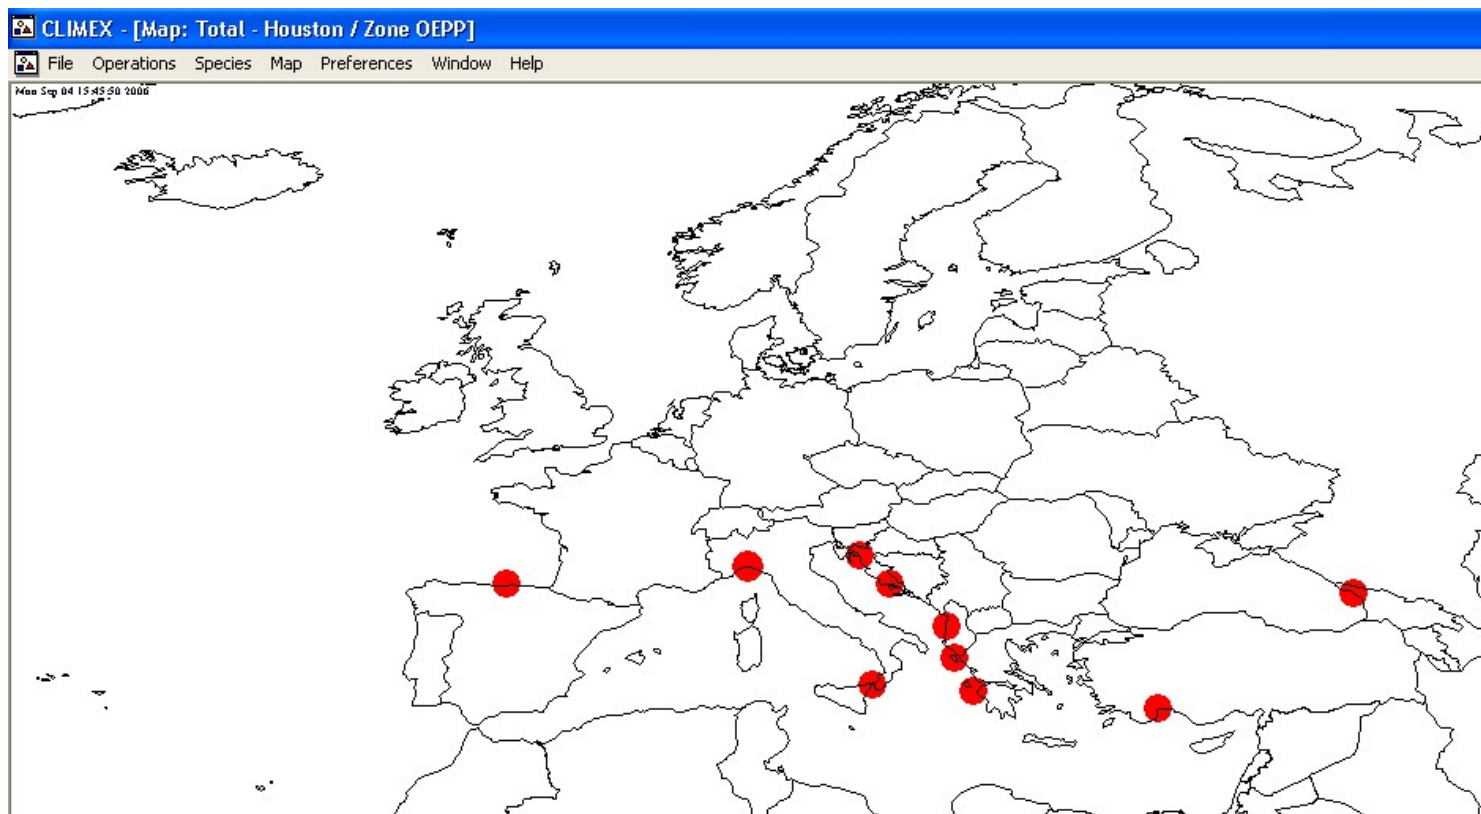 CLIMEX - [Map: Total - Houston / Zone OEPP]
File Operations Species Map Preferences Window Help
Mon Sep 04 15:45:50 2006